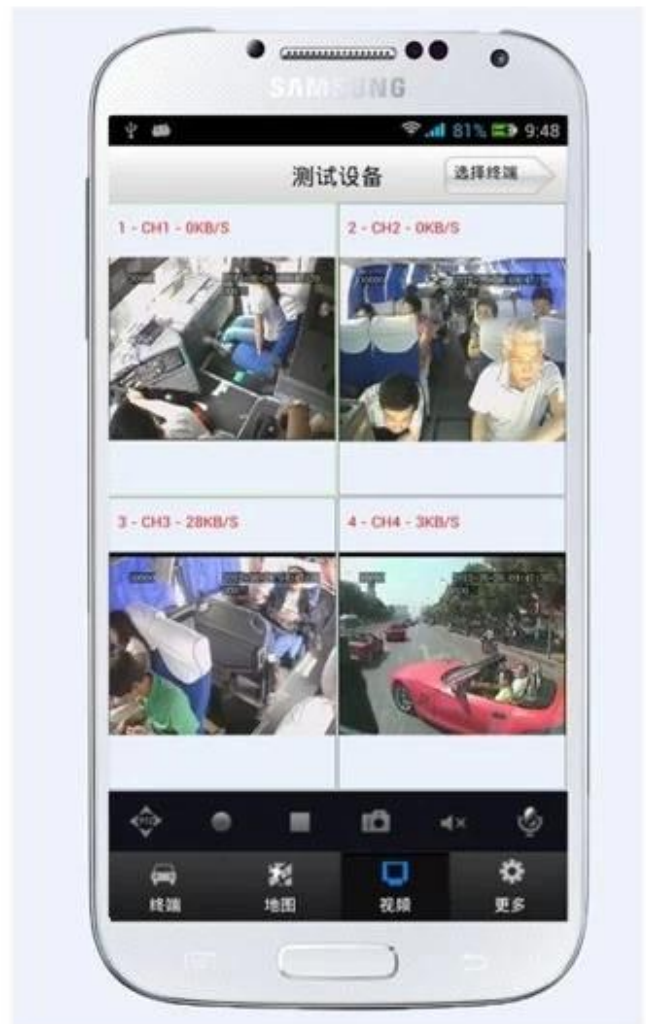 SAMSUNG
81% 9:48
测试设备 选择终端
1 - CH1 - 0KB/S 2 - CH2 - 0KB/S
3 - CH3 - 28KB/S 4 - CH4 - 3KB/S
终端 地图 视频 更多